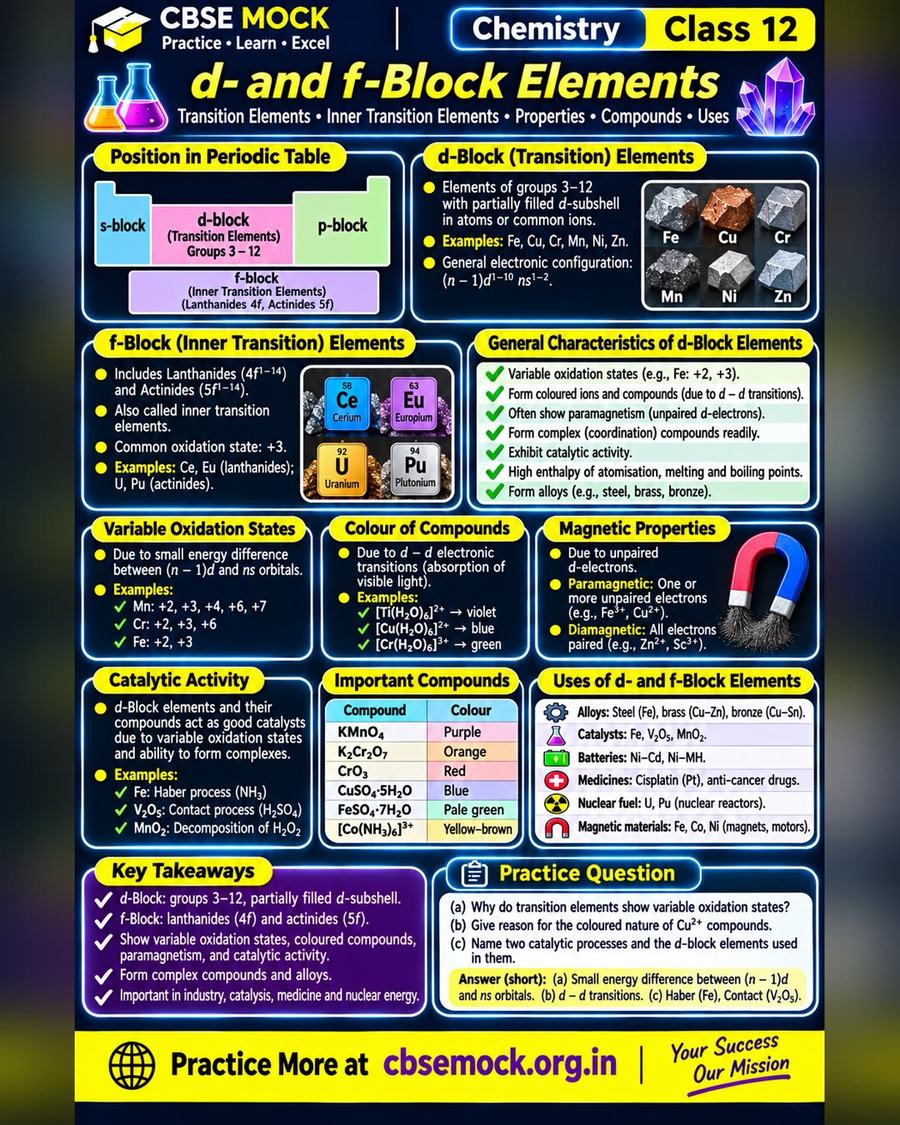 CBSE MOCK
Practice • Learn • Excel
Chemistry
Class 12
d- and f-Block Elements
Transition Elements • Inner Transition Elements • Properties • Compounds • Uses
Position in Periodic Table
s-block
d-block
(Transition Elements)
Groups 3 – 12
p-block
f-block
(Inner Transition Elements)
(Lanthanides 4f, Actinides 5f)
d-Block (Transition) Elements
Elements of groups 3–12
with partially filled d-subshell
in atoms or common ions.
Examples: Fe, Cu, Cr, Mn, Ni, Zn.
General electronic configuration:
(n – 1)d¹⁻¹⁰ ns¹⁻².
Fe
Cu
Cr
Mn
Ni
Zn
f-Block (Inner Transition) Elements
Includes Lanthanides (4f¹⁻¹⁴)
and Actinides (5f¹⁻¹⁴).
Also called inner transition
elements.
Common oxidation state: +3.
Examples: Ce, Eu (lanthanides);
U, Pu (actinides).
58
Ce
Cerium
63
Eu
Europium
92
U
Uranium
94
Pu
Plutonium
General Characteristics of d-Block Elements
Variable oxidation states (e.g., Fe: +2, +3).
Form coloured ions and compounds (due to d – d transitions).
Often show paramagnetism (unpaired d-electrons).
Form complex (coordination) compounds readily.
Exhibit catalytic activity.
High enthalpy of atomisation, melting and boiling points.
Form alloys (e.g., steel, brass, bronze).
Variable Oxidation States
Due to small energy difference
between (n – 1)d and ns orbitals.
Examples:
Mn: +2, +3, +4, +6, +7
Cr: +2, +3, +6
Fe: +2, +3
Colour of Compounds
Due to d – d electronic
transitions (absorption of
visible light).
Examples:
[Ti(H₂O)₆]²⁺ → violet
[Cu(H₂O)₆]²⁺ → blue
[Cr(H₂O)₆]³⁺ → green
Magnetic Properties
Due to unpaired
d-electrons.
Paramagnetic: One or
more unpaired electrons
(e.g., Fe³⁺, Cu²⁺).
Diamagnetic: All electrons
paired (e.g., Zn²⁺, Sc³⁺).
Catalytic Activity
d-Block elements and their
compounds act as good catalysts
due to variable oxidation states
and ability to form complexes.
Examples:
Fe: Haber process (NH₃)
V₂O₅: Contact process (H₂SO₄)
MnO₂: Decomposition of H₂O₂
Important Compounds
Compound Colour
KMnO₄ Purple
K₂Cr₂O₇ Orange
CrO₃ Red
CuSO₄·5H₂O Blue
FeSO₄·7H₂O Pale green
[Co(NH₃)₆]³⁺ Yellow–brown
Uses of d- and f-Block Elements
Alloys: Steel (Fe), brass (Cu–Zn), bronze (Cu–Sn).
Catalysts: Fe, V₂O₅, MnO₂.
Batteries: Ni–Cd, Ni–MH.
Medicines: Cisplatin (Pt), anti-cancer drugs.
Nuclear fuel: U, Pu (nuclear reactors).
Magnetic materials: Fe, Co, Ni (magnets, motors).
Key Takeaways
d-Block: groups 3–12, partially filled d-subshell.
f-Block: lanthanides (4f) and actinides (5f).
Show variable oxidation states, coloured compounds,
paramagnetism, and catalytic activity.
Form complex compounds and alloys.
Important in industry, catalysis, medicine and nuclear energy.
Practice Question
(a) Why do transition elements show variable oxidation states?
(b) Give reason for the coloured nature of Cu²⁺ compounds.
(c) Name two catalytic processes and the d-block elements used
in them.
Answer (short): (a) Small energy difference between (n – 1)d
and ns orbitals. (b) d – d transitions. (c) Haber (Fe), Contact (V₂O₅).
Practice More at cbsemock.org.in
Your Success
Our Mission